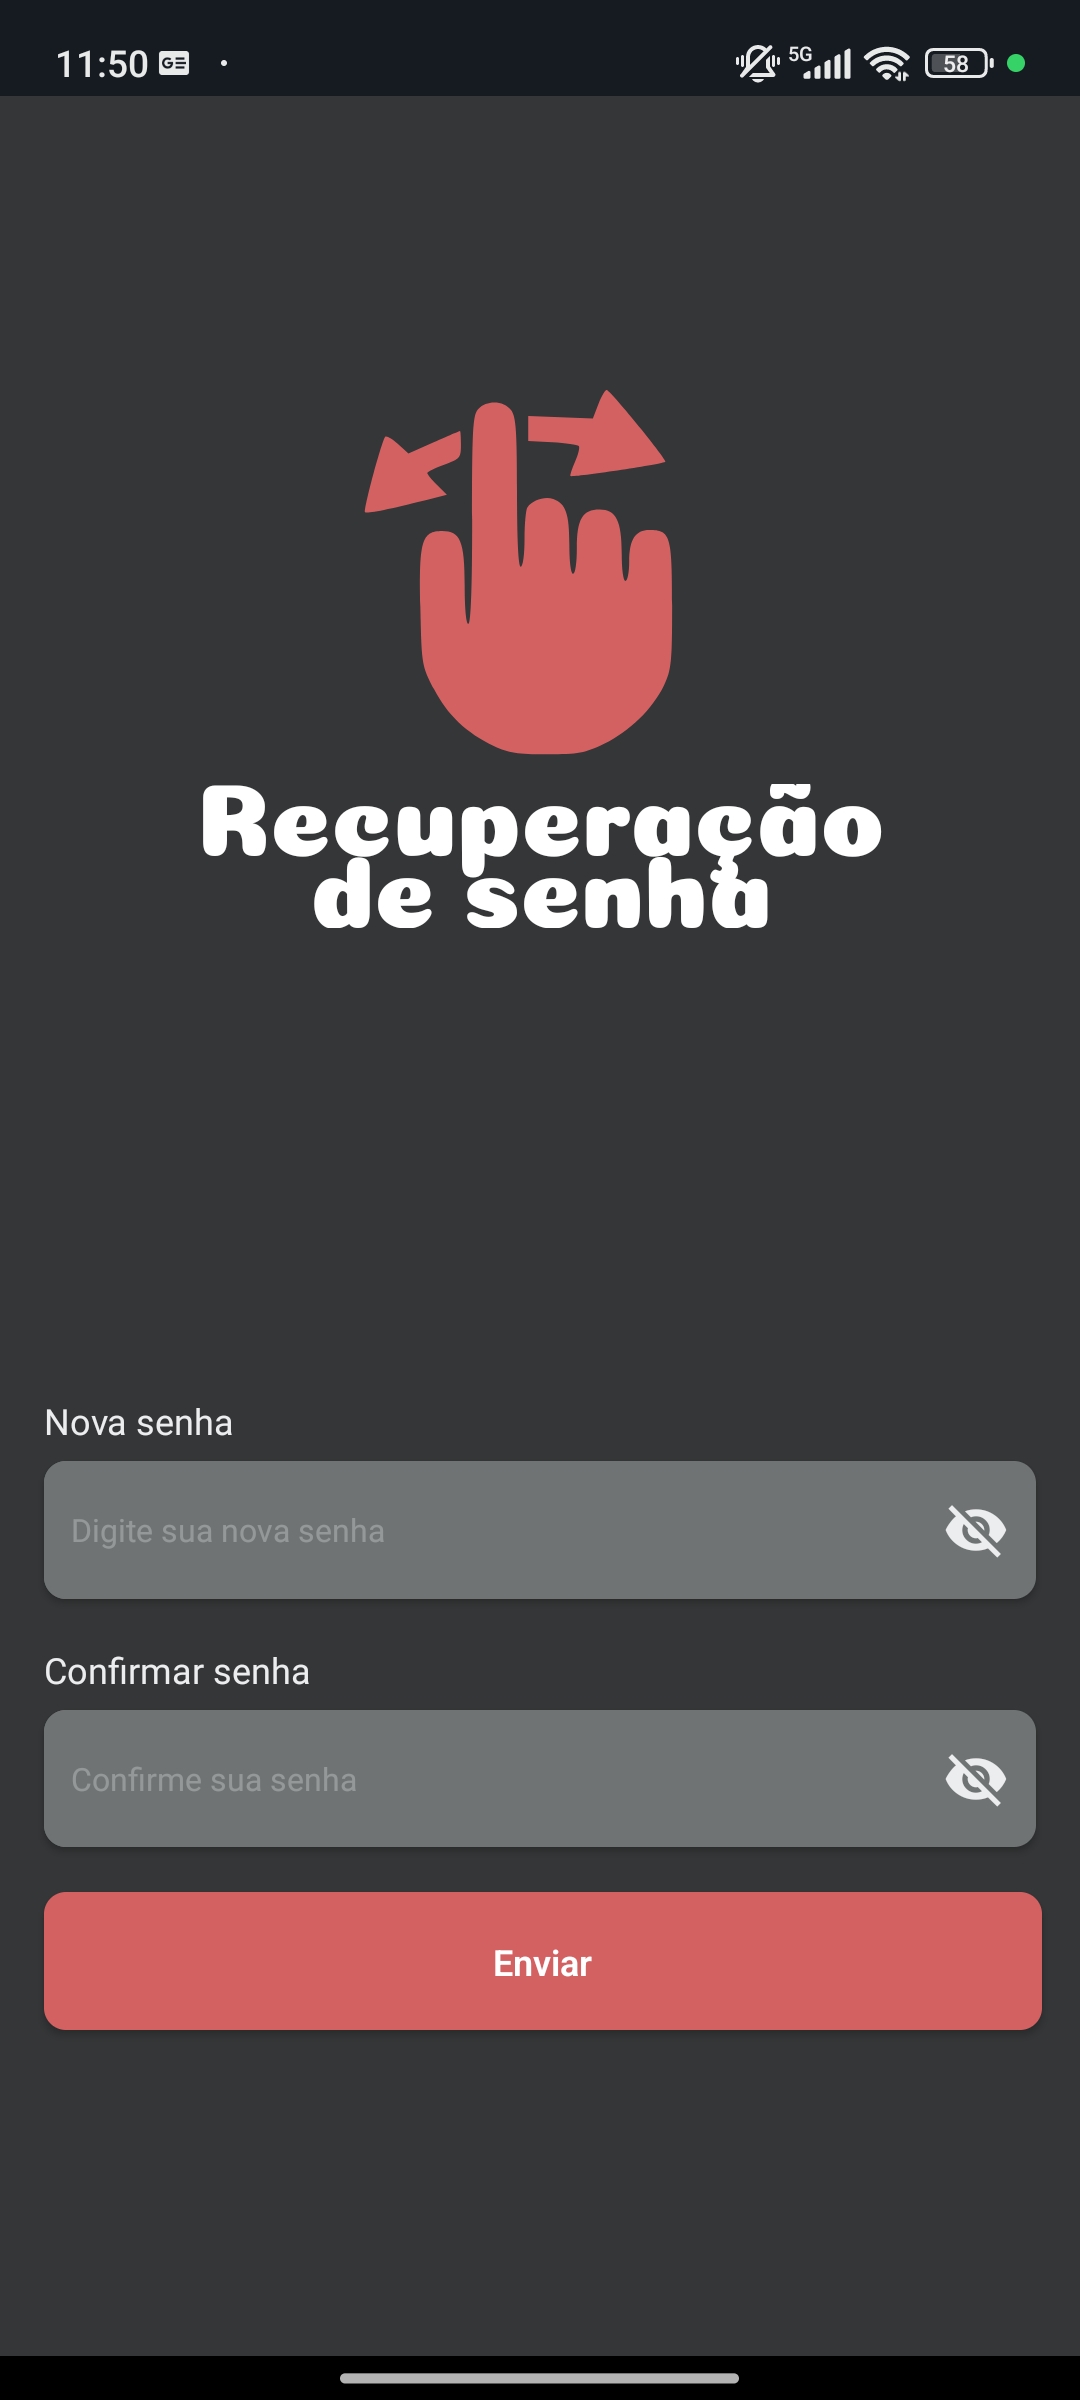 11:50
5G
58
Recuperação
de senha
Nova senha
Digite sua nova senha
Confirmar senha
Confirme sua senha
Enviar